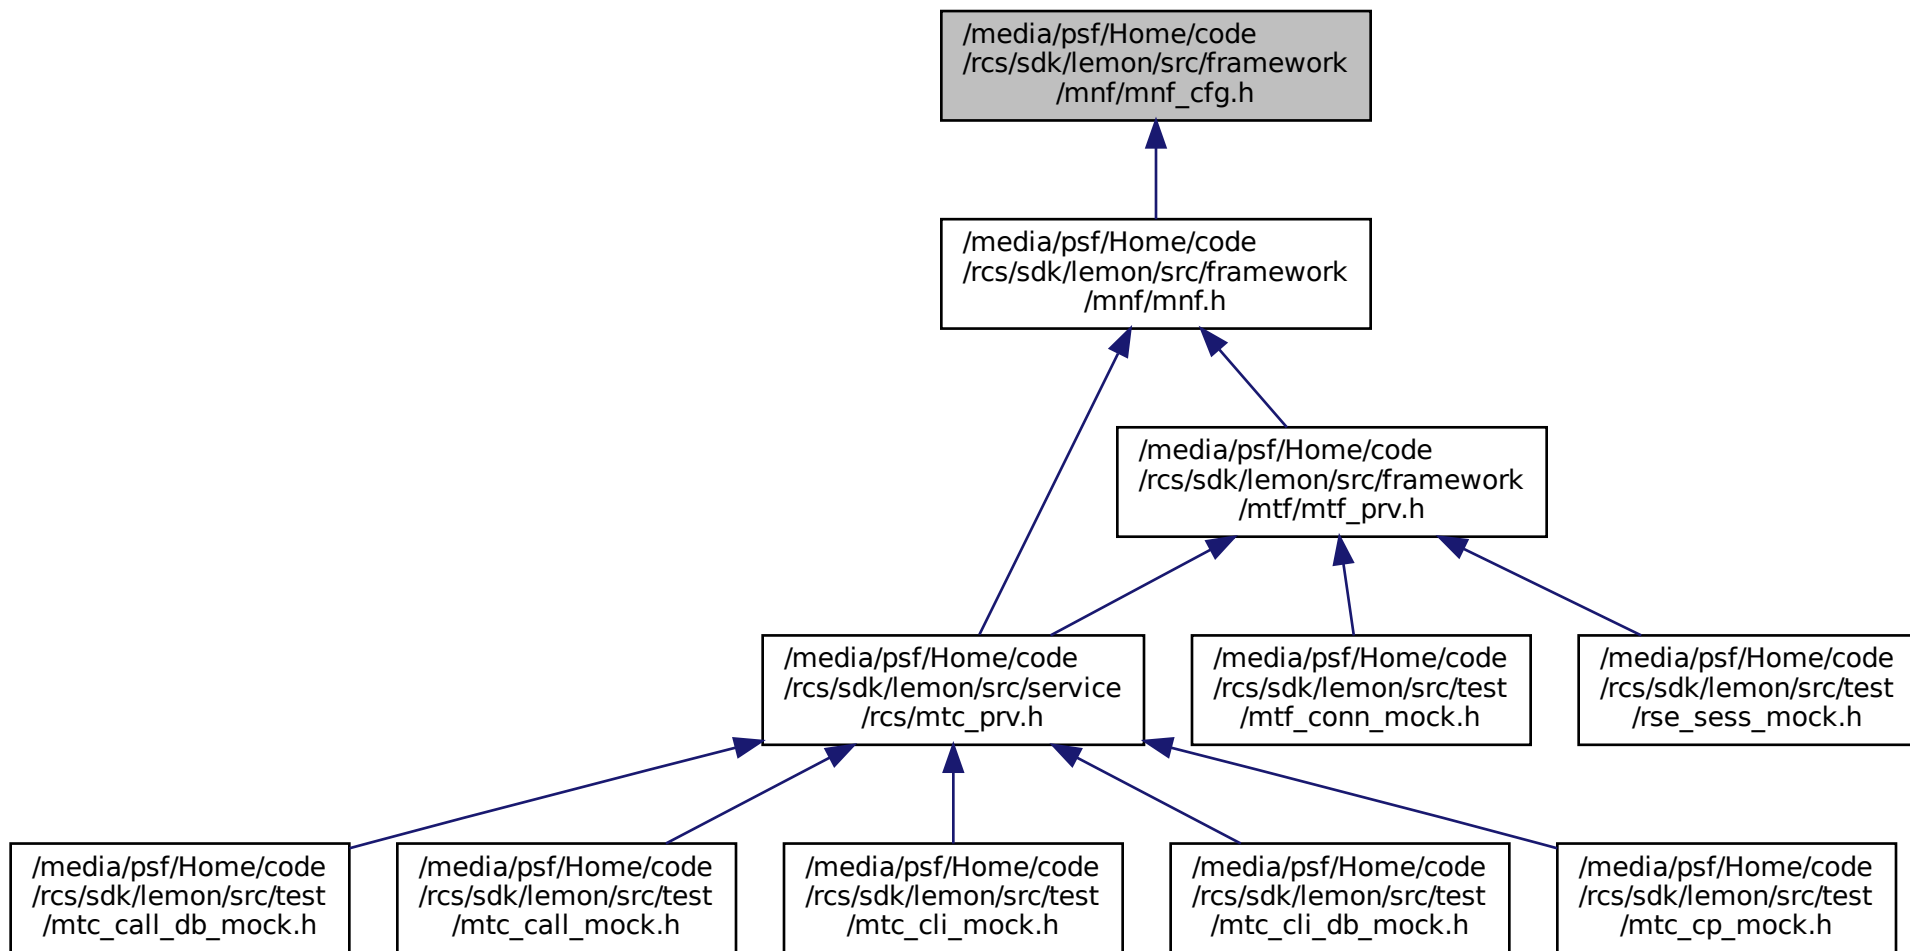 /media/psf/Home/code
/rcs/sdk/lemon/src/framework
/mnf/mnf_cfg.h
/media/psf/Home/code
/rcs/sdk/lemon/src/framework
/mnf/mnf.h
/media/psf/Home/code
/rcs/sdk/lemon/src/framework
/mtf/mtf_prv.h
/media/psf/Home/code
/rcs/sdk/lemon/src/service
/rcs/mtc_prv.h
/media/psf/Home/code
/rcs/sdk/lemon/src/test
/mtf_conn_mock.h
/media/psf/Home/code
/rcs/sdk/lemon/src/test
/rse_sess_mock.h
/media/psf/Home/code
/rcs/sdk/lemon/src/test
/mtc_call_db_mock.h
/media/psf/Home/code
/rcs/sdk/lemon/src/test
/mtc_call_mock.h
/media/psf/Home/code
/rcs/sdk/lemon/src/test
/mtc_cli_mock.h
/media/psf/Home/code
/rcs/sdk/lemon/src/test
/mtc_cli_db_mock.h
/media/psf/Home/code
/rcs/sdk/lemon/src/test
/mtc_cp_mock.h